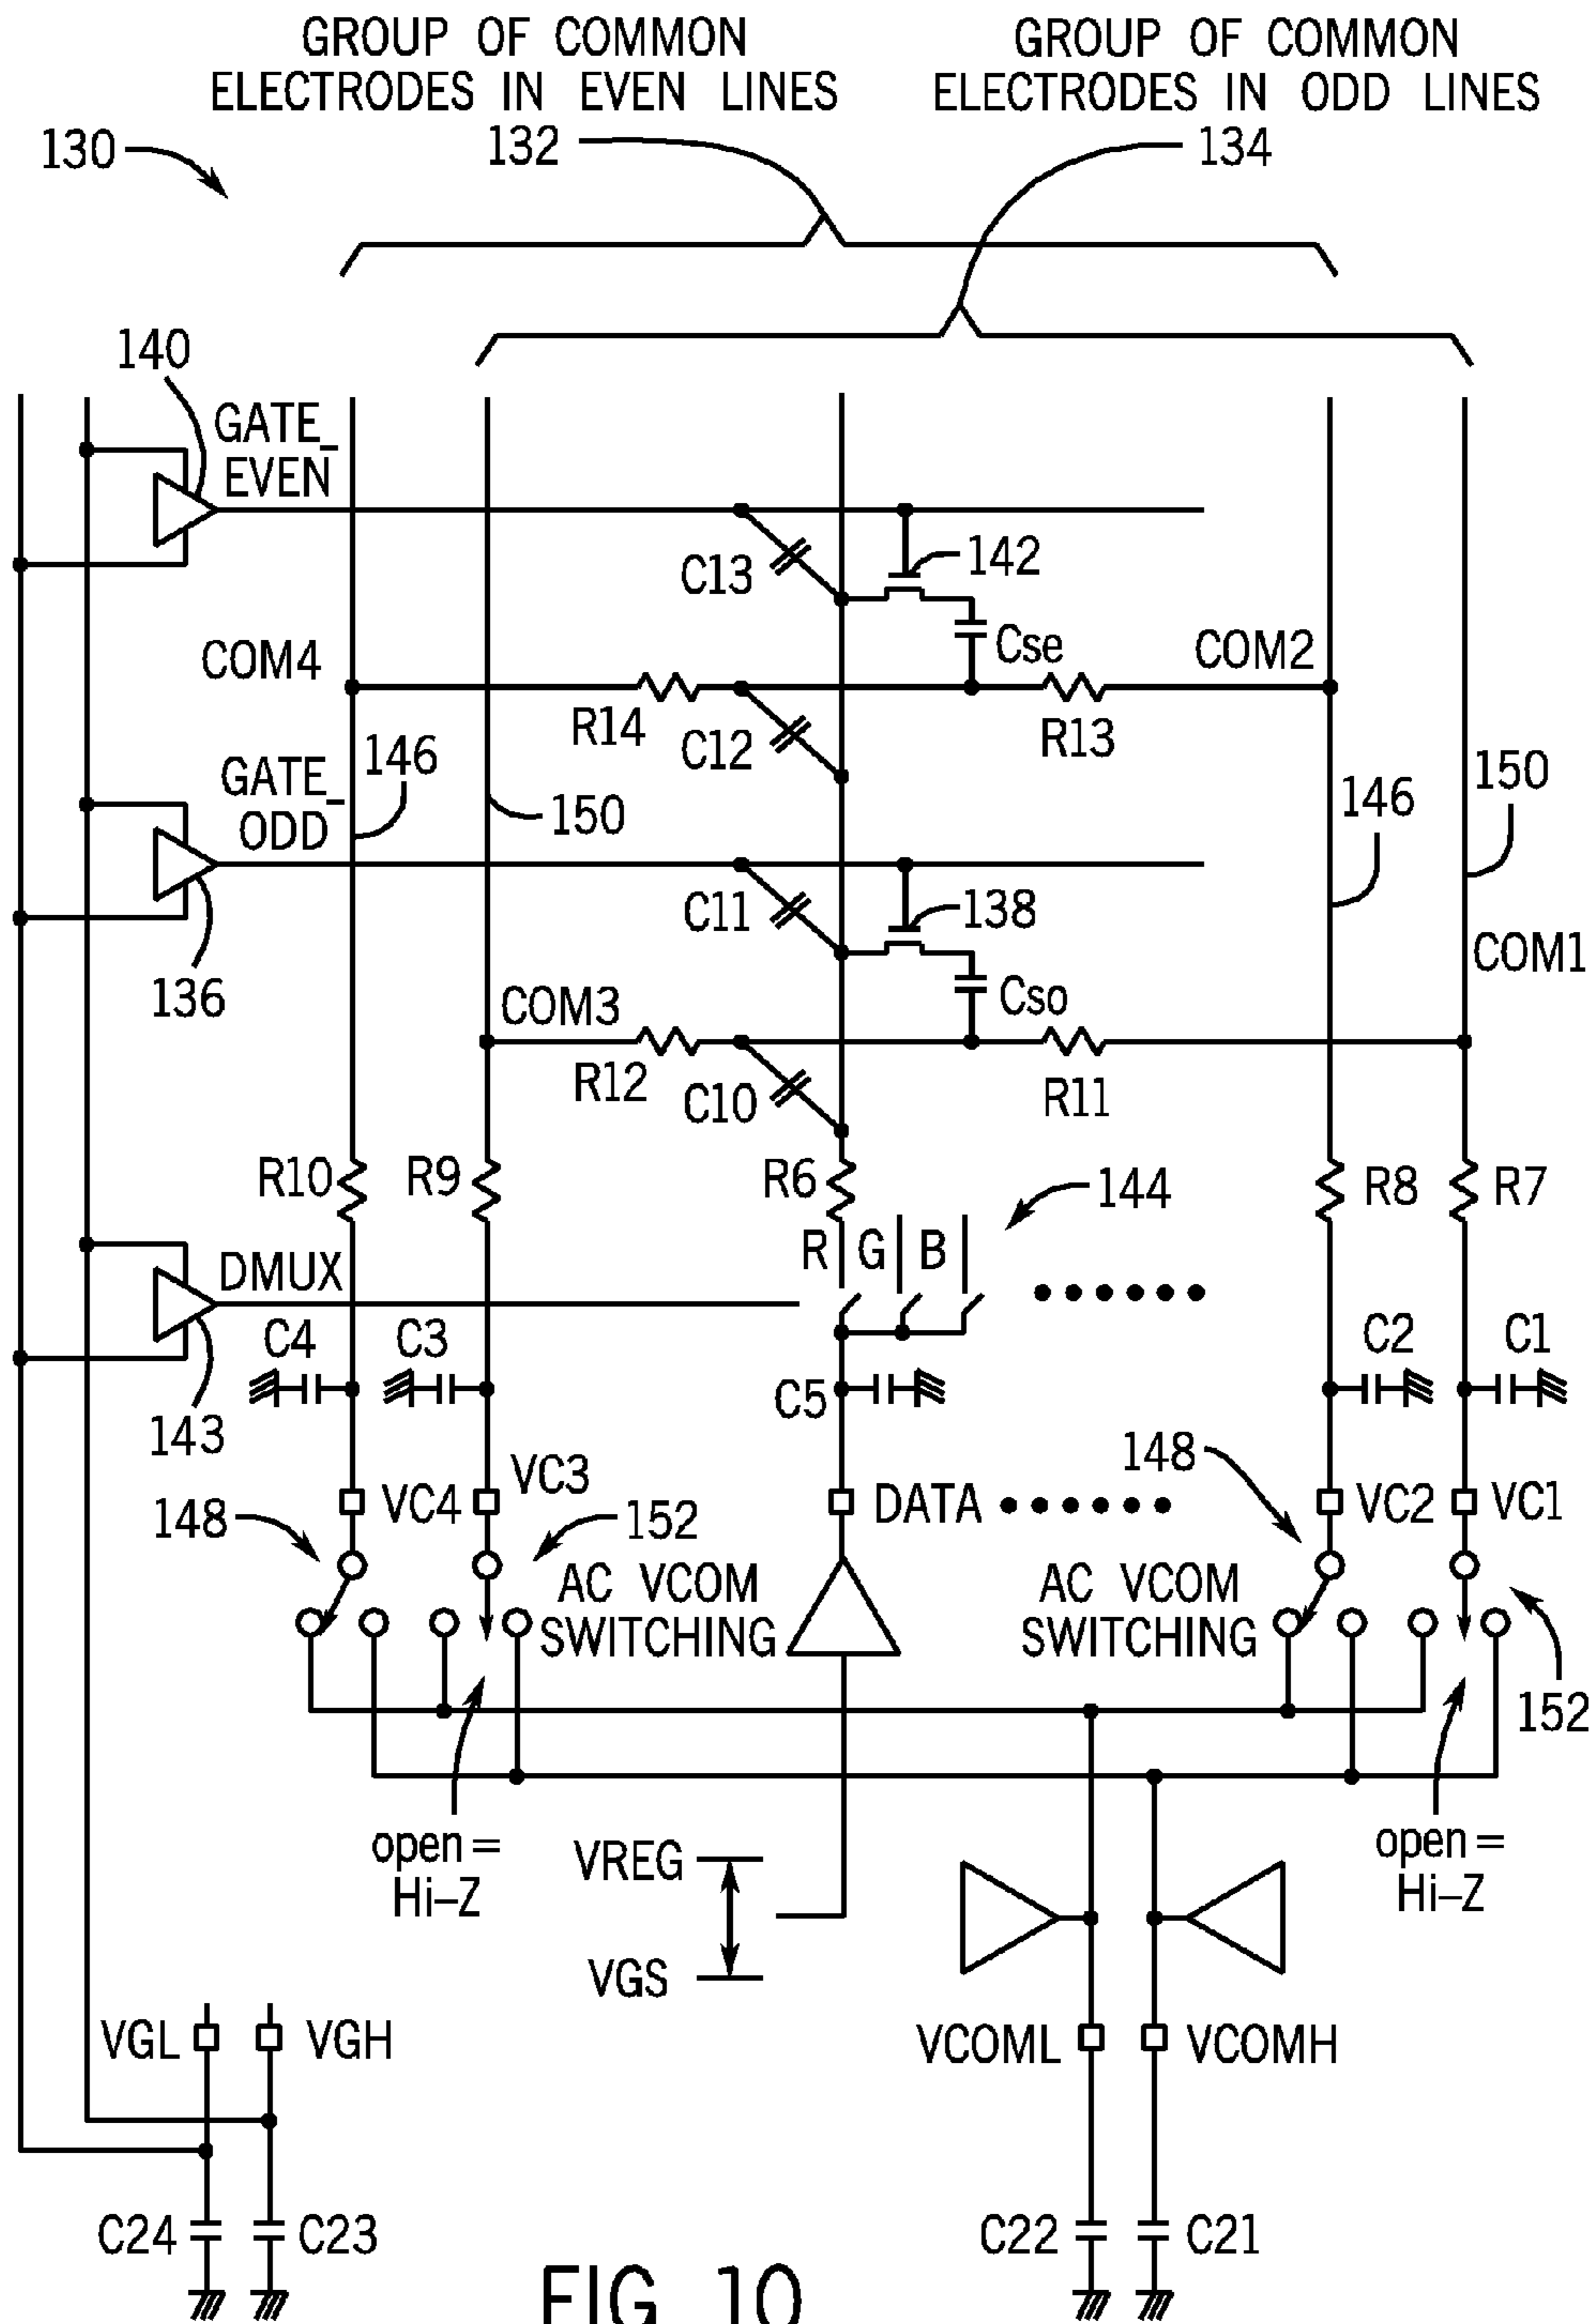 GROUP OF COMMON
ELECTRODES IN EVEN LINES
GROUP OF COMMON
ELECTRODES IN ODD LINES
130
132
134
140
GATE_
EVEN
C13
142
Cse
COM4
COM2
R14
C12
R13
146
GATE_
ODD
150
146
150
C11
138
136
COM1
COM3
Cso
R12
C10
R11
R10
R9
R6
144
R8
R7
R
G
B
DMUX
C4
C3
C2
C1
C5
143
148
VC3
VC4
148
152
DATA
VC2
VC1
AC VCOM
SWITCHING
AC VCOM
SWITCHING
152
open =
Hi–Z
VREG
open =
Hi–Z
VGS
VGL
VGH
VCOML
VCOMH
C24
C23
C22
C21
FIG. 10